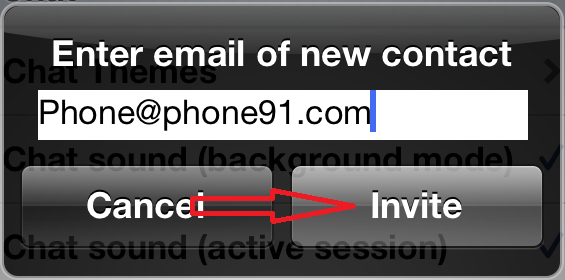 Enter email of new contact
Chat Themes
Phone@phone91.com
Chat sound (background mode)
Cancel
Invite
Chat sound (active session)